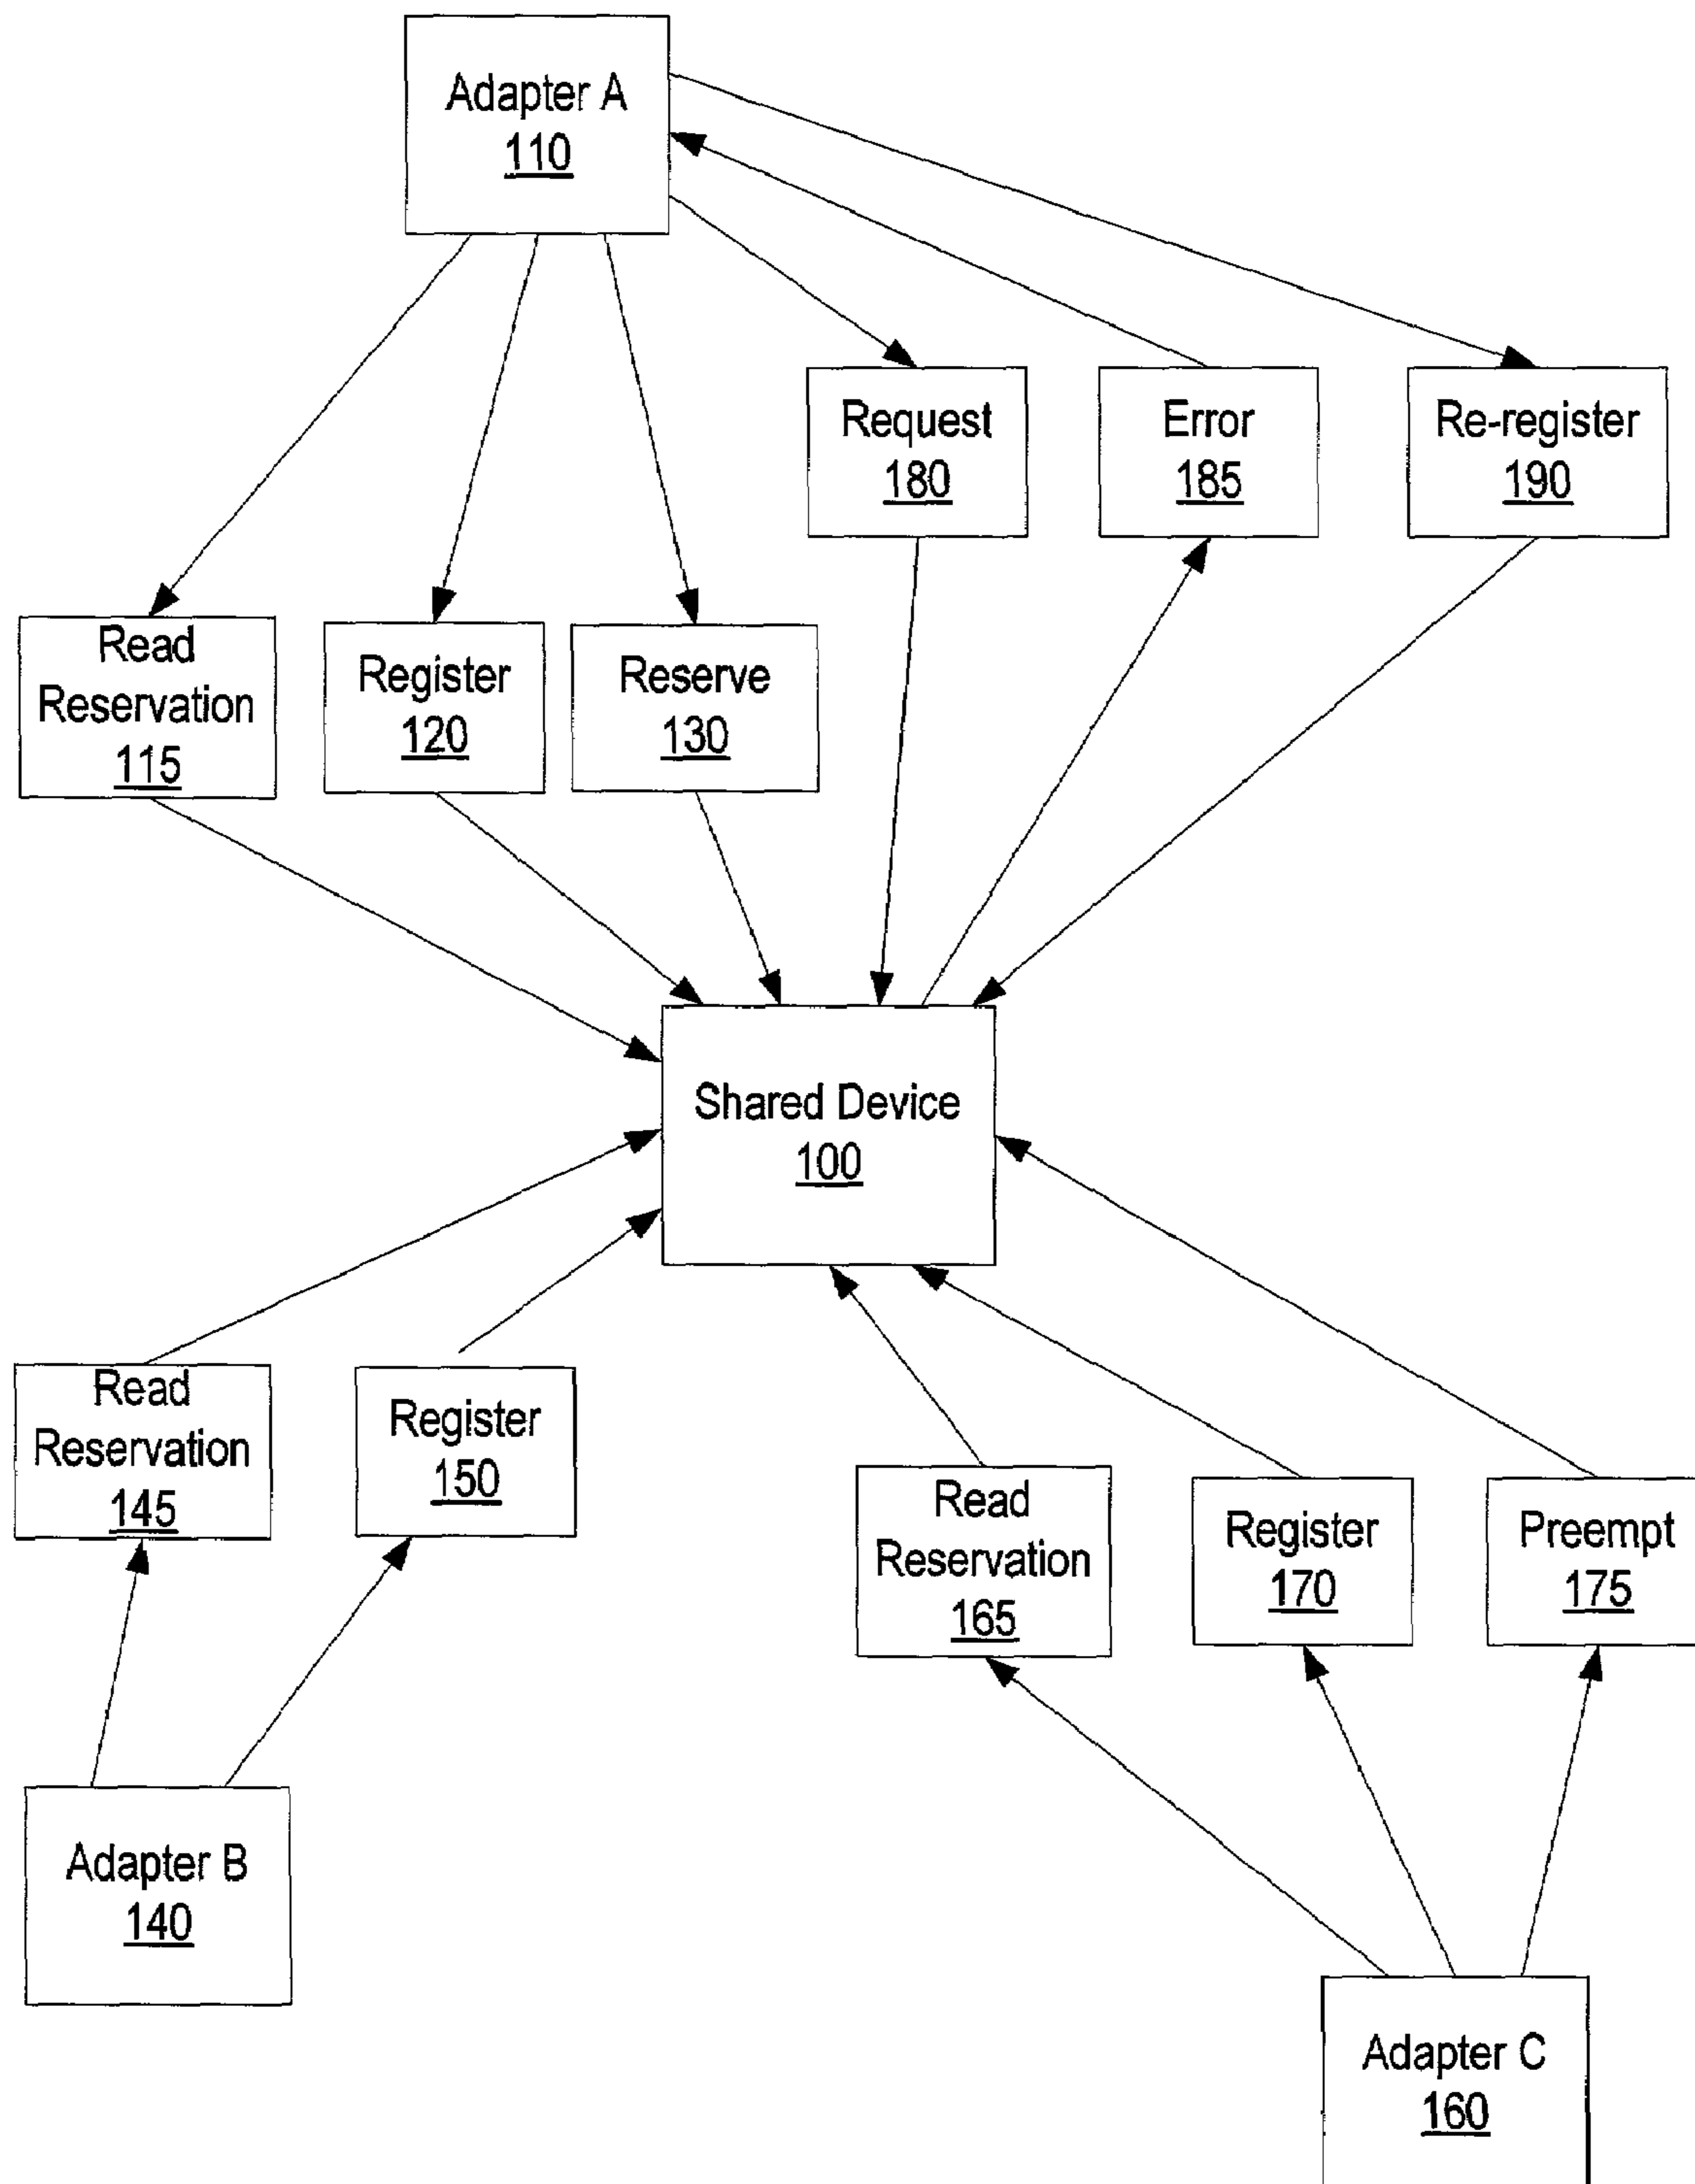 Adapter A
110
Request
180
Error
185
Re-register
190
Read
Reservation
115
Register
120
Reserve
130
Shared Device
100
Read
Reservation
145
Register
150
Read
Reservation
165
Register
170
Preempt
175
Adapter B
140
Adapter C
160